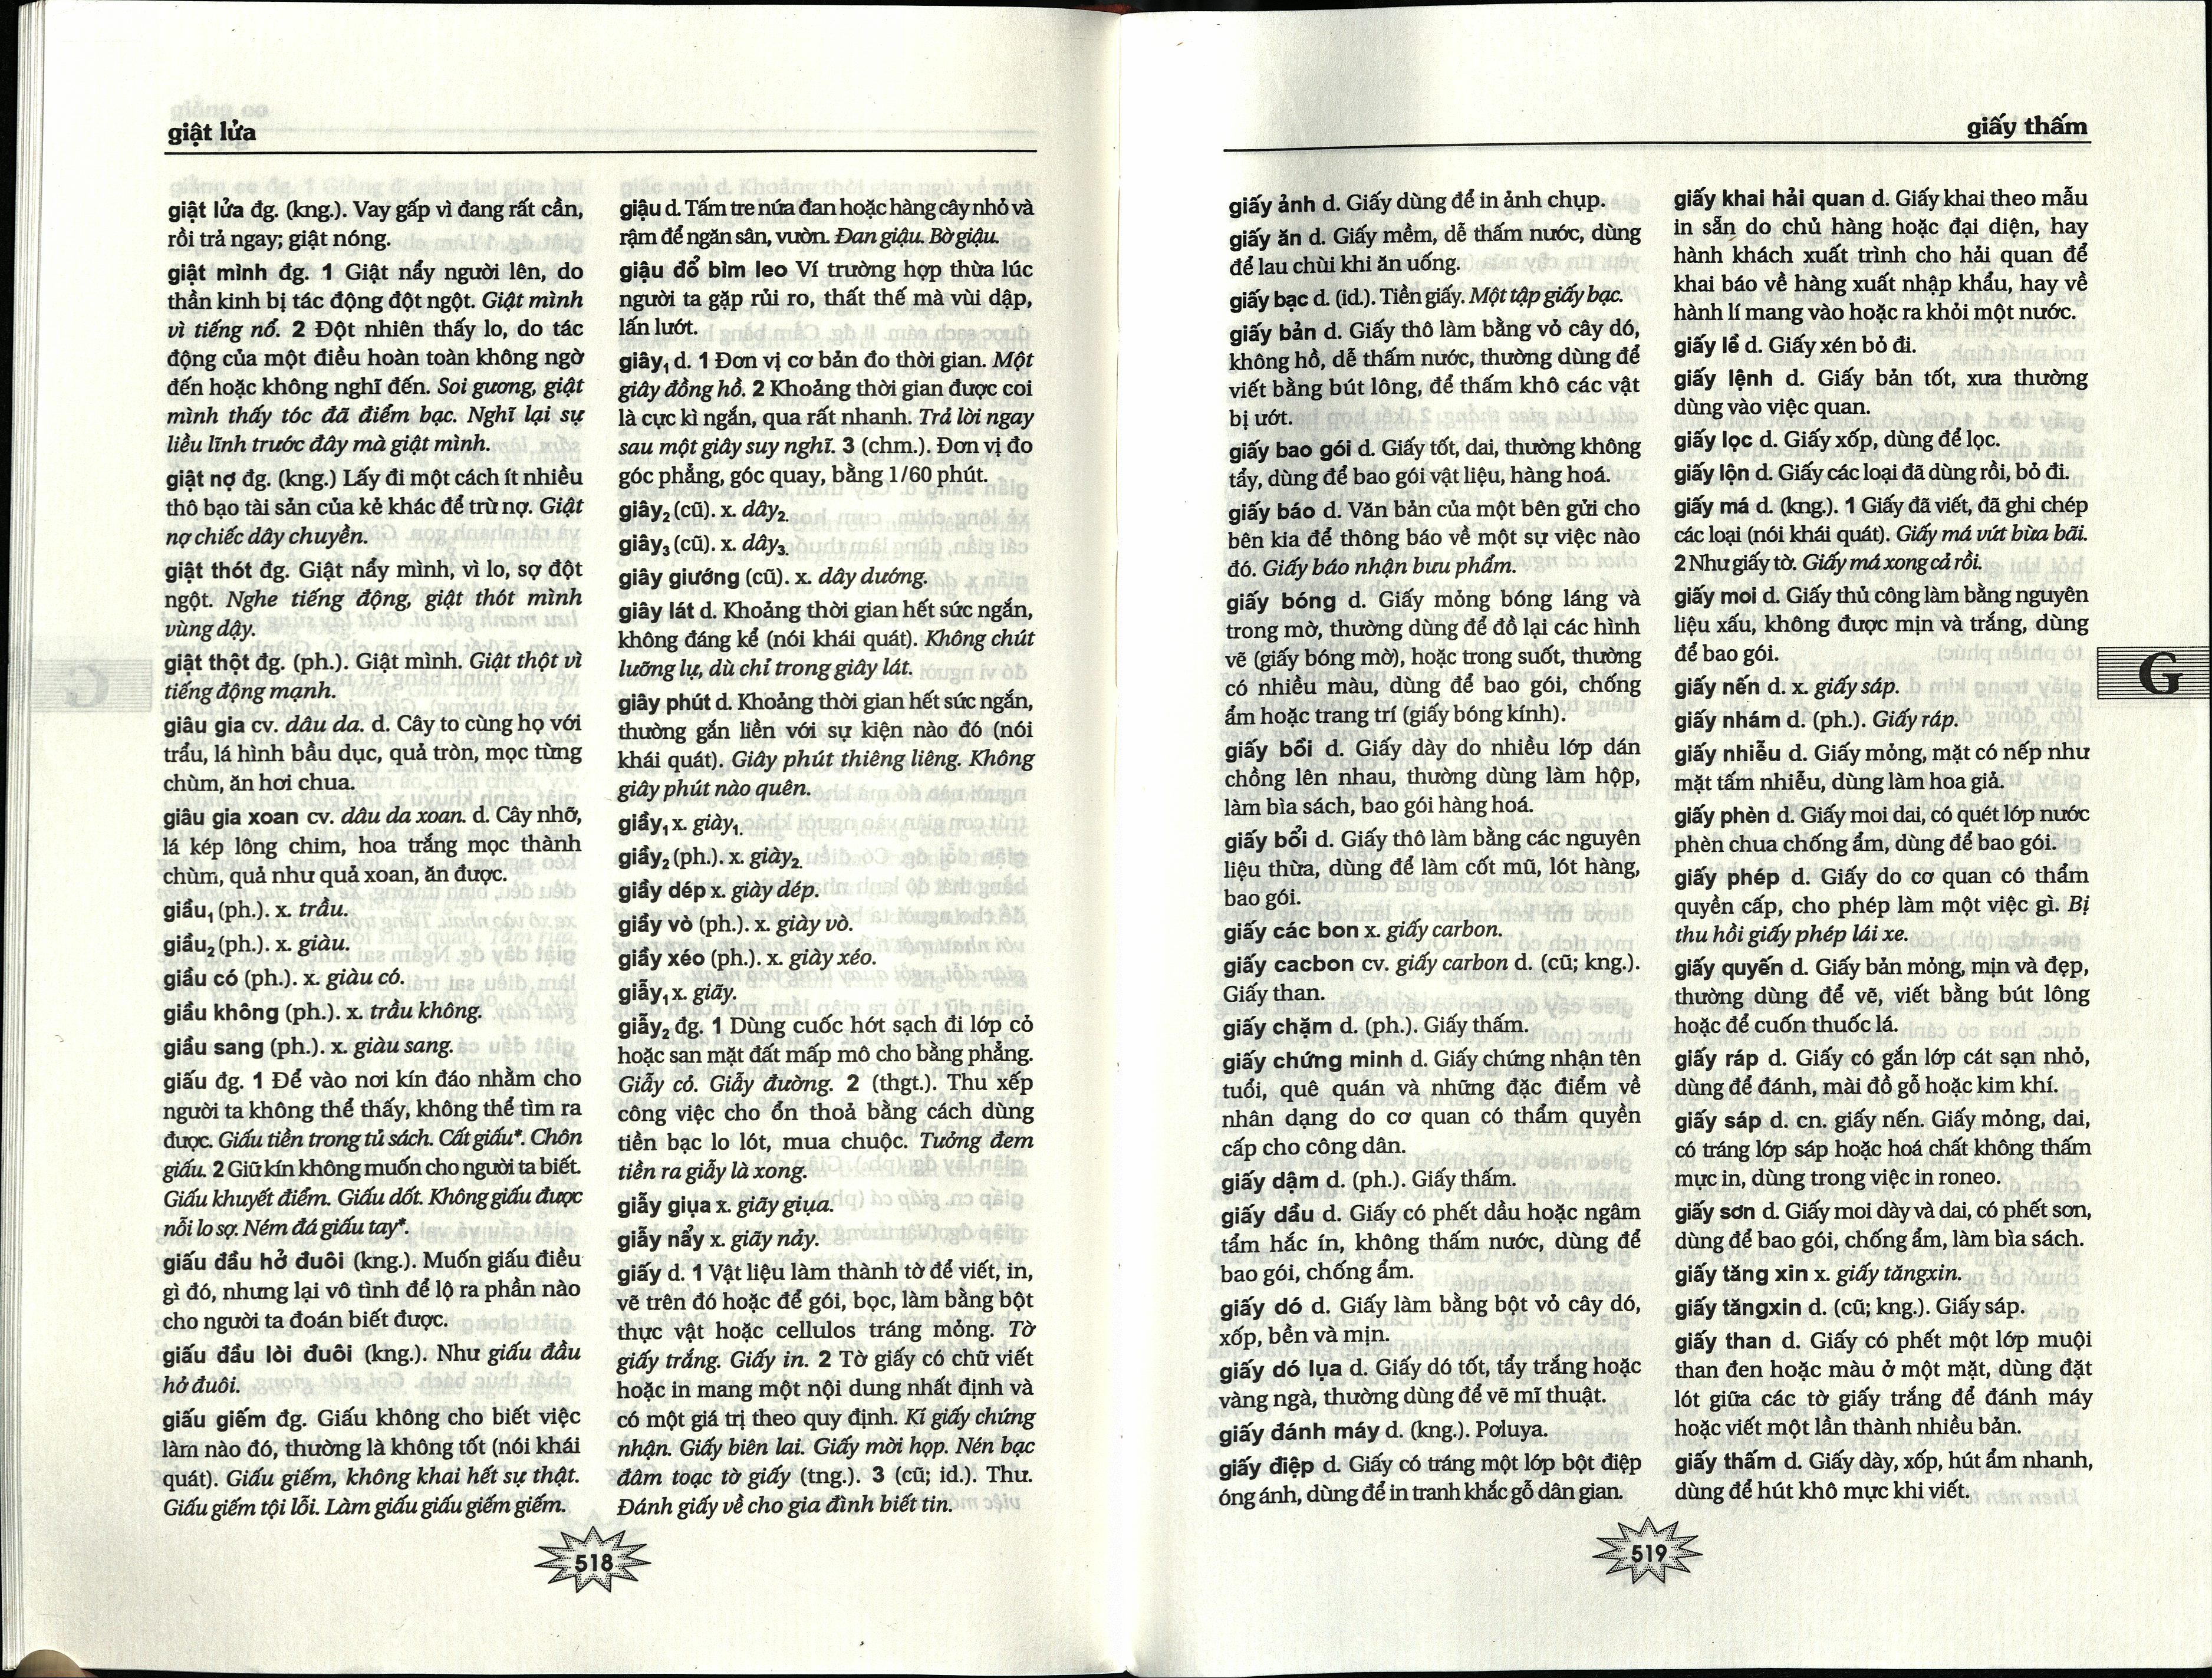 giật lửa
giật lửa đg. (kng.). Vay gấp vì đang rất cần,
rồi trả ngay; giật nóng.
giật mình đg. 1 Giật nẩy người lên, do
thần kinh bị tác động đột ngột. Giật mình
vì tiếng nổ. 2 Đột nhiên thấy lo, do tác
động của một điều hoàn toàn không ngờ
đến hoặc không nghĩ đến. Soi gương, giật
mình thấy tóc đã điểm bạc. Nghĩ lại sự
liều lĩnh trước đây mà giật mình.
giật nợ đg. (kng.) Lấy đi một cách ít nhiều
thô bạo tài sản của kẻ khác để trừ nợ. Giật
nợ chiếc dây chuyền.
giật thót đg. Giật nẩy mình, vì lo, sợ đột
ngột. Nghe tiếng động, giật thót mình
vùng dậy.
giật thột đg. (ph.). Giật mình. Giật thột vì
tiếng động mạnh.
giâu gia cv. dâu da. d. Cây to cùng họ với
trẩu, lá hình bầu dục, quả tròn, mọc từng
chùm, ăn hơi chua.
giâu gia xoan cv. dâu da xoan. d. Cây nhỡ,
lá kép lông chim, hoa trắng mọc thành
chùm, quả như quả xoan, ăn được.
giầu₁ (ph.). x. trầu.
giầu₂ (ph.). x. giàu.
giầu có (ph.). x. giàu có.
giầu không (ph.). x. trầu không.
giầu sang (ph.). x. giàu sang.
giấu đg. 1 Để vào nơi kín đáo nhằm cho
người ta không thể thấy, không thể tìm ra
được. Giấu tiền trong tủ sách. Cất giấu*. Chôn
giấu. 2 Giữ kín không muốn cho người ta biết.
Giấu khuyết điểm. Giấu dốt. Không giấu được
nỗi lo sợ. Ném đá giấu tay*.
giấu đầu hở đuôi (kng.). Muốn giấu điều
gì đó, nhưng lại vô tình để lộ ra phần nào
cho người ta đoán biết được.
giấu đầu lòi đuôi (kng.). Như giấu đầu
hở đuôi.
giấu giếm đg. Giấu không cho biết việc
làm nào đó, thường là không tốt (nói khái
quát). Giấu giếm, không khai hết sự thật.
Giấu giếm tội lỗi. Làm giấu giấu giếm giếm.
giậu d. Tấm tre nứa đan hoặc hàng cây nhỏ và
rậm để ngăn sân, vườn. Đan giậu. Bờ giậu.
giậu đổ bìm leo Ví trường hợp thừa lúc
người ta gặp rủi ro, thất thế mà vùi dập,
lấn lướt.
giây₁ d. 1 Đơn vị cơ bản đo thời gian. Một
giây đồng hồ. 2 Khoảng thời gian được coi
là cực kì ngắn, qua rất nhanh. Trả lời ngay
sau một giây suy nghĩ. 3 (chm.). Đơn vị đo
góc phẳng, góc quay, bằng 1/60 phút.
giây₂ (cũ). x. dây₂.
giây₃ (cũ). x. dây₃.
giây giướng (cũ). x. dây dướng.
giây lát d. Khoảng thời gian hết sức ngắn,
không đáng kể (nói khái quát). Không chút
lưỡng lự, dù chỉ trong giây lát.
giây phút d. Khoảng thời gian hết sức ngắn,
thường gắn liền với sự kiện nào đó (nói
khái quát). Giây phút thiêng liêng. Không
giây phút nào quên.
giầy₁ x. giày₁.
giầy₂ (ph.). x. giày₂.
giầy dép x. giày dép.
giầy vò (ph.). x. giày vò.
giầy xéo (ph.). x. giày xéo.
giẫy₁ x. giãy.
giẫy₂ đg. 1 Dùng cuốc hớt sạch đi lớp cỏ
hoặc san mặt đất mấp mô cho bằng phẳng.
Giẫy cỏ. Giẫy đường. 2 (thgt.). Thu xếp
công việc cho ổn thoả bằng cách dùng
tiền bạc lo lót, mua chuộc. Tưởng đem
tiền ra giẫy là xong.
giẫy giụa x. giãy giụa.
giẫy nẩy x. giãy nảy.
giấy d. 1 Vật liệu làm thành tờ để viết, in,
vẽ trên đó hoặc để gói, bọc, làm bằng bột
thực vật hoặc cellulos tráng mỏng. Tờ
giấy trắng. Giấy in. 2 Tờ giấy có chữ viết
hoặc in mang một nội dung nhất định và
có một giá trị theo quy định. Kí giấy chứng
nhận. Giấy biên lai. Giấy mời họp. Nén bạc
đâm toạc tờ giấy (tng.). 3 (cũ; id.). Thư.
Đánh giấy về cho gia đình biết tin.
518
giấy thấm
giấy ảnh d. Giấy dùng để in ảnh chụp.
giấy ăn d. Giấy mềm, dễ thấm nước, dùng
để lau chùi khi ăn uống.
giấy bạc d. (id.). Tiền giấy. Một tập giấy bạc.
giấy bản d. Giấy thô làm bằng vỏ cây dó,
không hồ, dễ thấm nước, thường dùng để
viết bằng bút lông, để thấm khô các vật
bị ướt.
giấy bao gói d. Giấy tốt, dai, thường không
tẩy, dùng để bao gói vật liệu, hàng hoá.
giấy báo d. Văn bản của một bên gửi cho
bên kia để thông báo về một sự việc nào
đó. Giấy báo nhận bưu phẩm.
giấy bóng d. Giấy mỏng bóng láng và
trong mờ, thường dùng để đồ lại các hình
vẽ (giấy bóng mờ), hoặc trong suốt, thường
có nhiều màu, dùng để bao gói, chống
ẩm hoặc trang trí (giấy bóng kính).
giấy bồi d. Giấy dày do nhiều lớp dán
chồng lên nhau, thường dùng làm hộp,
làm bìa sách, bao gói hàng hoá.
giấy bổi d. Giấy thô làm bằng các nguyên
liệu thừa, dùng để làm cốt mũ, lót hàng,
bao gói.
giấy các bon x. giấy carbon.
giấy cacbon cv. giấy carbon d. (cũ; kng.).
Giấy than.
giấy chặm d. (ph.). Giấy thấm.
giấy chứng minh d. Giấy chứng nhận tên
tuổi, quê quán và những đặc điểm về
nhân dạng do cơ quan có thẩm quyền
cấp cho công dân.
giấy dậm d. (ph.). Giấy thấm.
giấy dầu d. Giấy có phết dầu hoặc ngâm
tẩm hắc ín, không thấm nước, dùng để
bao gói, chống ẩm.
giấy dó d. Giấy làm bằng bột vỏ cây dó,
xốp, bền và mịn.
giấy dó lụa d. Giấy dó tốt, tẩy trắng hoặc
vàng ngà, thường dùng để vẽ mĩ thuật.
giấy đánh máy d. (kng.). Poluya.
giấy điệp d. Giấy có tráng một lớp bột điệp
óng ánh, dùng để in tranh khắc gỗ dân gian.
giấy khai hải quan d. Giấy khai theo mẫu
in sẵn do chủ hàng hoặc đại diện, hay
hành khách xuất trình cho hải quan để
khai báo về hàng xuất nhập khẩu, hay về
hành lí mang vào hoặc ra khỏi một nước.
giấy lề d. Giấy xén bỏ đi.
giấy lệnh d. Giấy bản tốt, xưa thường
dùng vào việc quan.
giấy lọc d. Giấy xốp, dùng để lọc.
giấy lộn d. Giấy các loại đã dùng rồi, bỏ đi.
giấy má d. (kng.). 1 Giấy đã viết, đã ghi chép
các loại (nói khái quát). Giấy má vứt bừa bãi.
2 Như giấy tờ. Giấy má xong cả rồi.
giấy moi d. Giấy thủ công làm bằng nguyên
liệu xấu, không được mịn và trắng, dùng
để bao gói.
giấy nến d. x. giấy sáp.
giấy nhám d. (ph.). Giấy ráp.
giấy nhiễu d. Giấy mỏng, mặt có nếp như
mặt tấm nhiễu, dùng làm hoa giả.
giấy phèn d. Giấy moi dai, có quét lớp nước
phèn chua chống ẩm, dùng để bao gói.
giấy phép d. Giấy do cơ quan có thẩm
quyền cấp, cho phép làm một việc gì. Bị
thu hồi giấy phép lái xe.
giấy quyến d. Giấy bản mỏng, mịn và đẹp,
thường dùng để vẽ, viết bằng bút lông
hoặc để cuốn thuốc lá.
giấy ráp d. Giấy có gắn lớp cát sạn nhỏ,
dùng để đánh, mài đồ gỗ hoặc kim khí.
giấy sáp d. cn. giấy nến. Giấy mỏng, dai,
có tráng lớp sáp hoặc hoá chất không thấm
mực in, dùng trong việc in roneo.
giấy sơn d. Giấy moi dày và dai, có phết sơn,
dùng để bao gói, chống ẩm, làm bìa sách.
giấy tăng xin x. giấy tăngxin.
giấy tăngxin d. (cũ; kng.). Giấy sáp.
giấy than d. Giấy có phết một lớp muội
than đen hoặc màu ở một mặt, dùng đặt
lót giữa các tờ giấy trắng để đánh máy
hoặc viết một lần thành nhiều bản.
giấy thấm d. Giấy dày, xốp, hút ẩm nhanh,
dùng để hút khô mực khi viết.
G
519